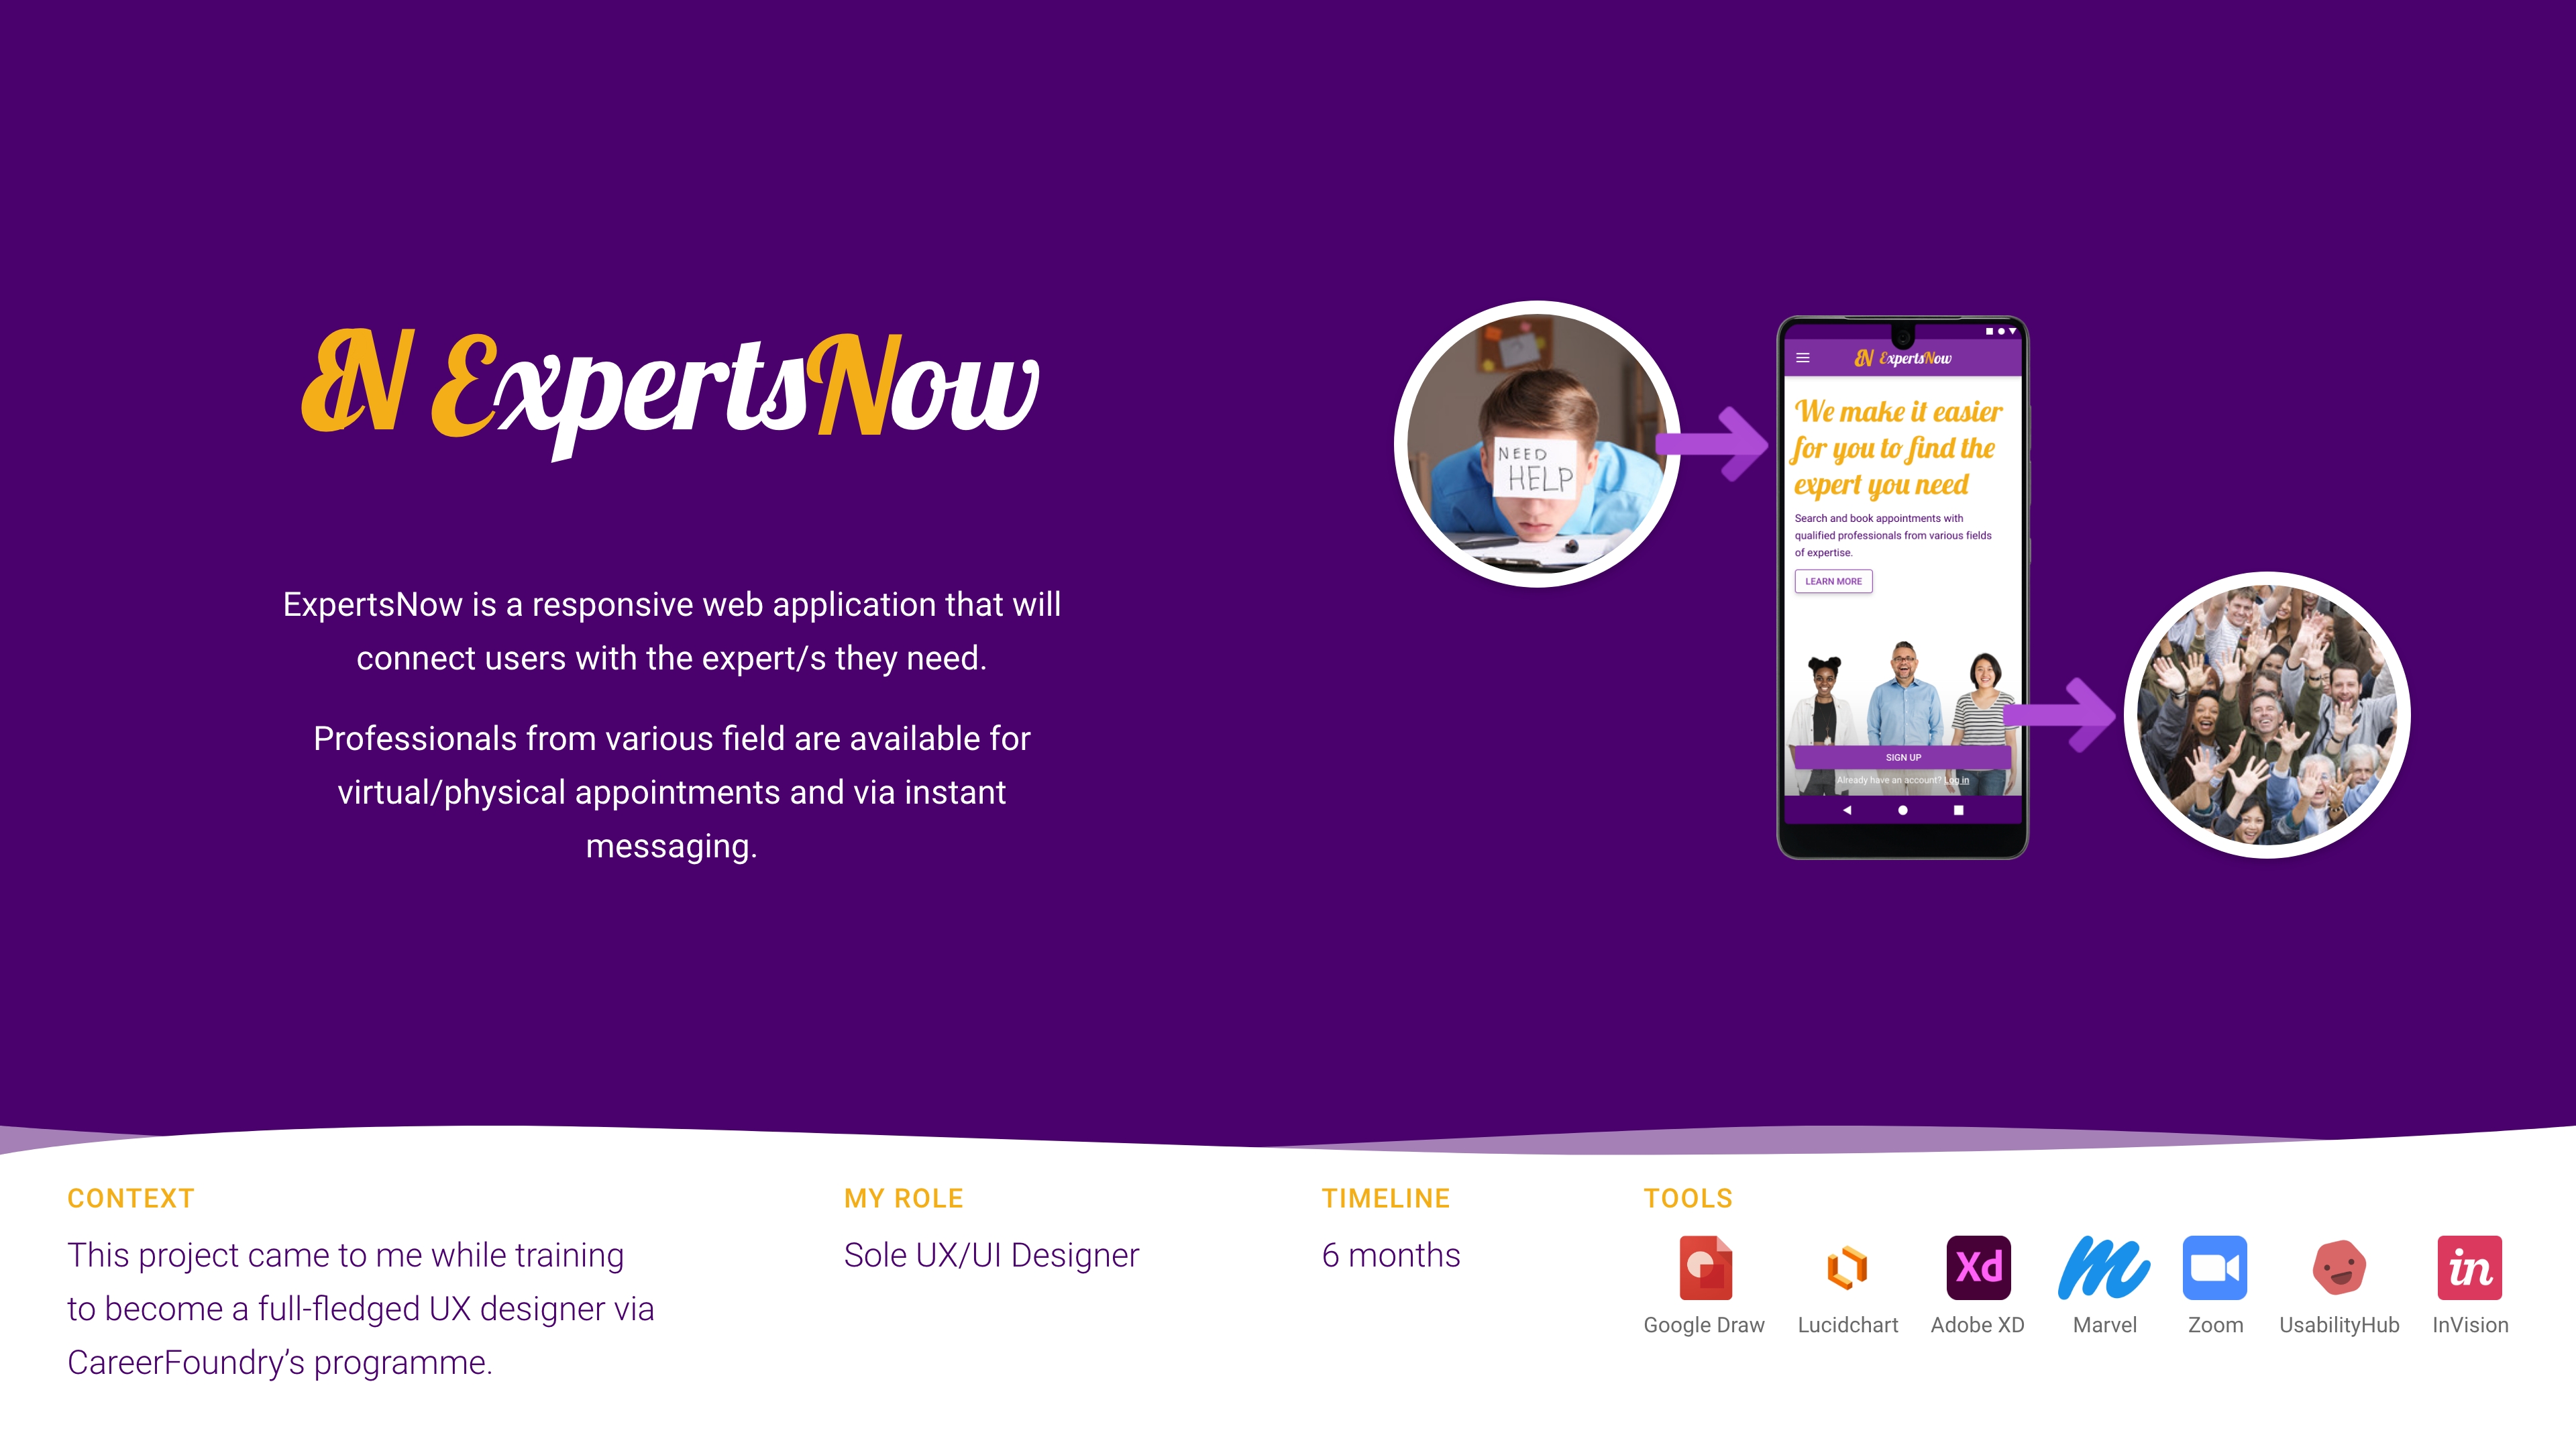 EN ExpertsNow
ExpertsNow is a responsive web application that will
connect users with the expert/s they need.
Professionals from various field are available for
virtual/physical appointments and via instant
messaging.
NEED
HELP
EN ExpertsNow
We make it easier
for you to find the
expert you need
Search and book appointments with
qualified professionals from various fields
of expertise.
LEARN MORE
SIGN UP
Already have an account? Log in
CONTEXT
This project came to me while training
to become a full-fledged UX designer via
CareerFoundry’s programme.
MY ROLE
Sole UX/UI Designer
TIMELINE
6 months
TOOLS
Xd
in
Google Draw
Lucidchart
Adobe XD
Marvel
Zoom
UsabilityHub
InVision